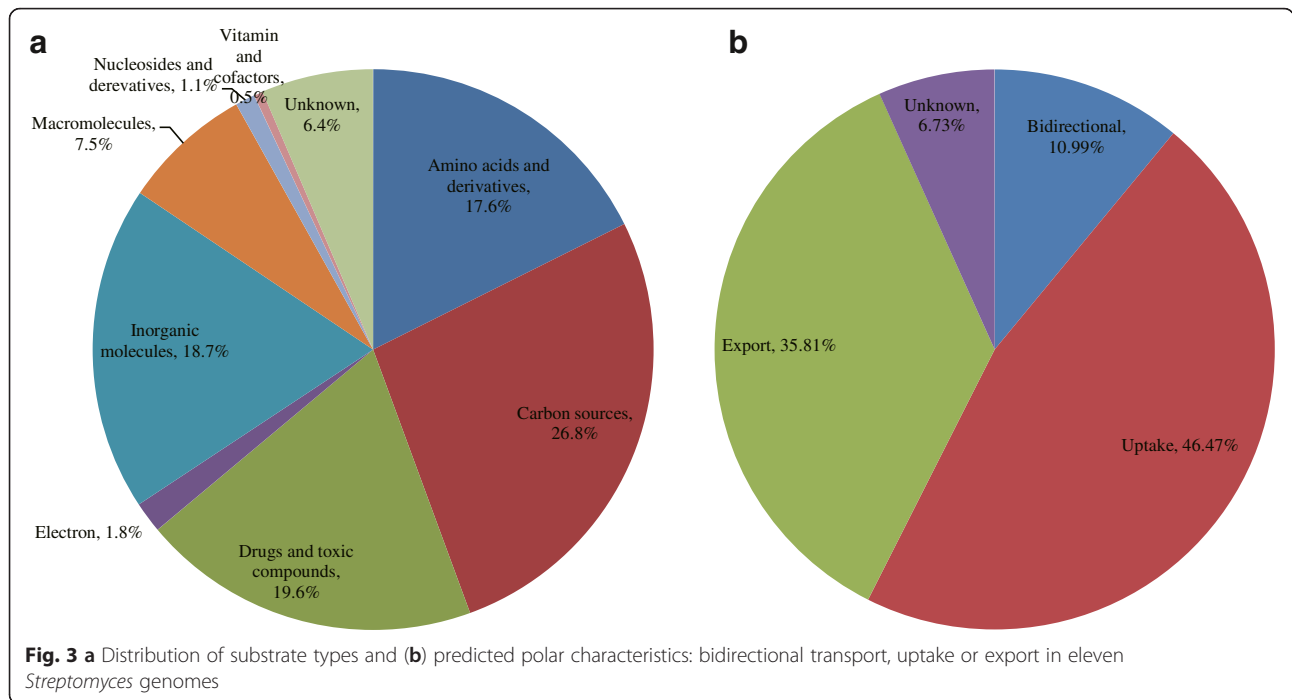 a
Vitamin
and
cofactors,
0.5%
Nucleosides and
derevatives, 1.1%
Macromolecules,
7.5%
Unknown,
6.4%
Amino acids and
derivatives,
17.6%
Inorganic
molecules, 18.7%
Carbon sources,
26.8%
Electron, 1.8%
Drugs and toxic
compounds,
19.6%
b
Unknown,
6.73%
Bidirectional,
10.99%
Export, 35.81%
Uptake, 46.47%
Fig. 3 a Distribution of substrate types and (b) predicted polar characteristics: bidirectional transport, uptake or export in eleven
Streptomyces genomes